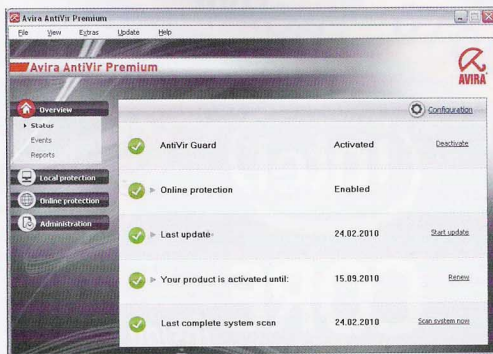 Avira AntiVir Premium
File View Extras Update Help
Avira AntiVir Premium
AVIRA
Overview
Status
Events
Reports
Local protection
Online protection
Administration
Configuration
AntiVir Guard Activated Deactivate
Online protection Enabled
Last update: 24.02.2010 Start update
Your product is activated until: 15.09.2010 Renew
Last complete system scan 24.02.2010 Scan system now